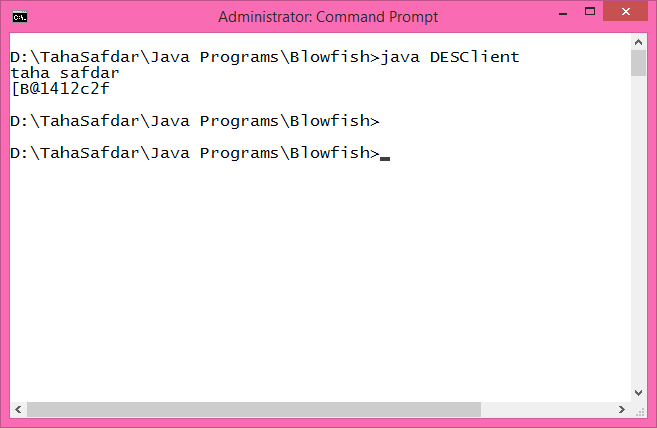 Administrator: Command Prompt
D:\TahaSafdar\Java Programs\Blowfish>java DESClient
taha safdar
[B@1412c2f
D:\TahaSafdar\Java Programs\Blowfish>
D:\TahaSafdar\Java Programs\Blowfish>